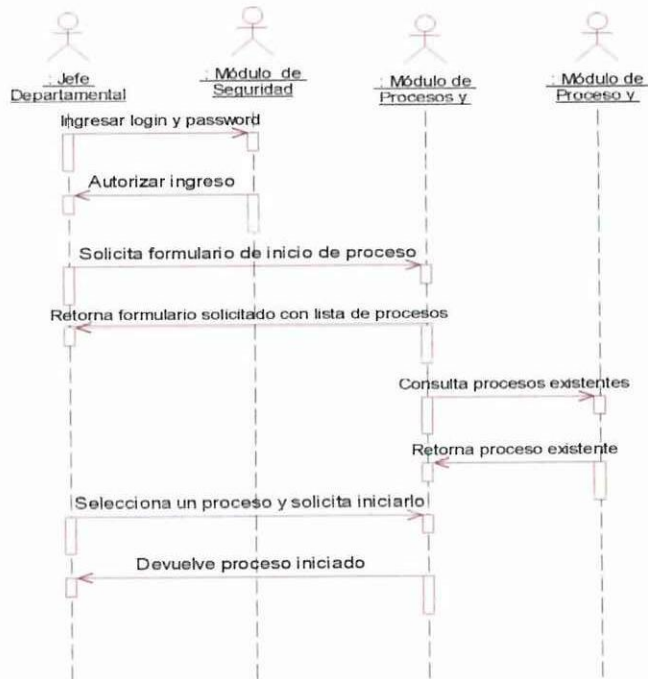 : Jefe
Departamental
: Módulo de
Seguridad
: Módulo de
Procesos y
: Módulo de
Proceso y
Ingresar login y password
Autorizar ingreso
Solicita formulario de inicio de proceso
Retorna formulario solicitado con lista de procesos
Consulta procesos existentes
Retorna proceso existente
Selecciona un proceso y solicita iniciarlo
Devuelve proceso iniciado